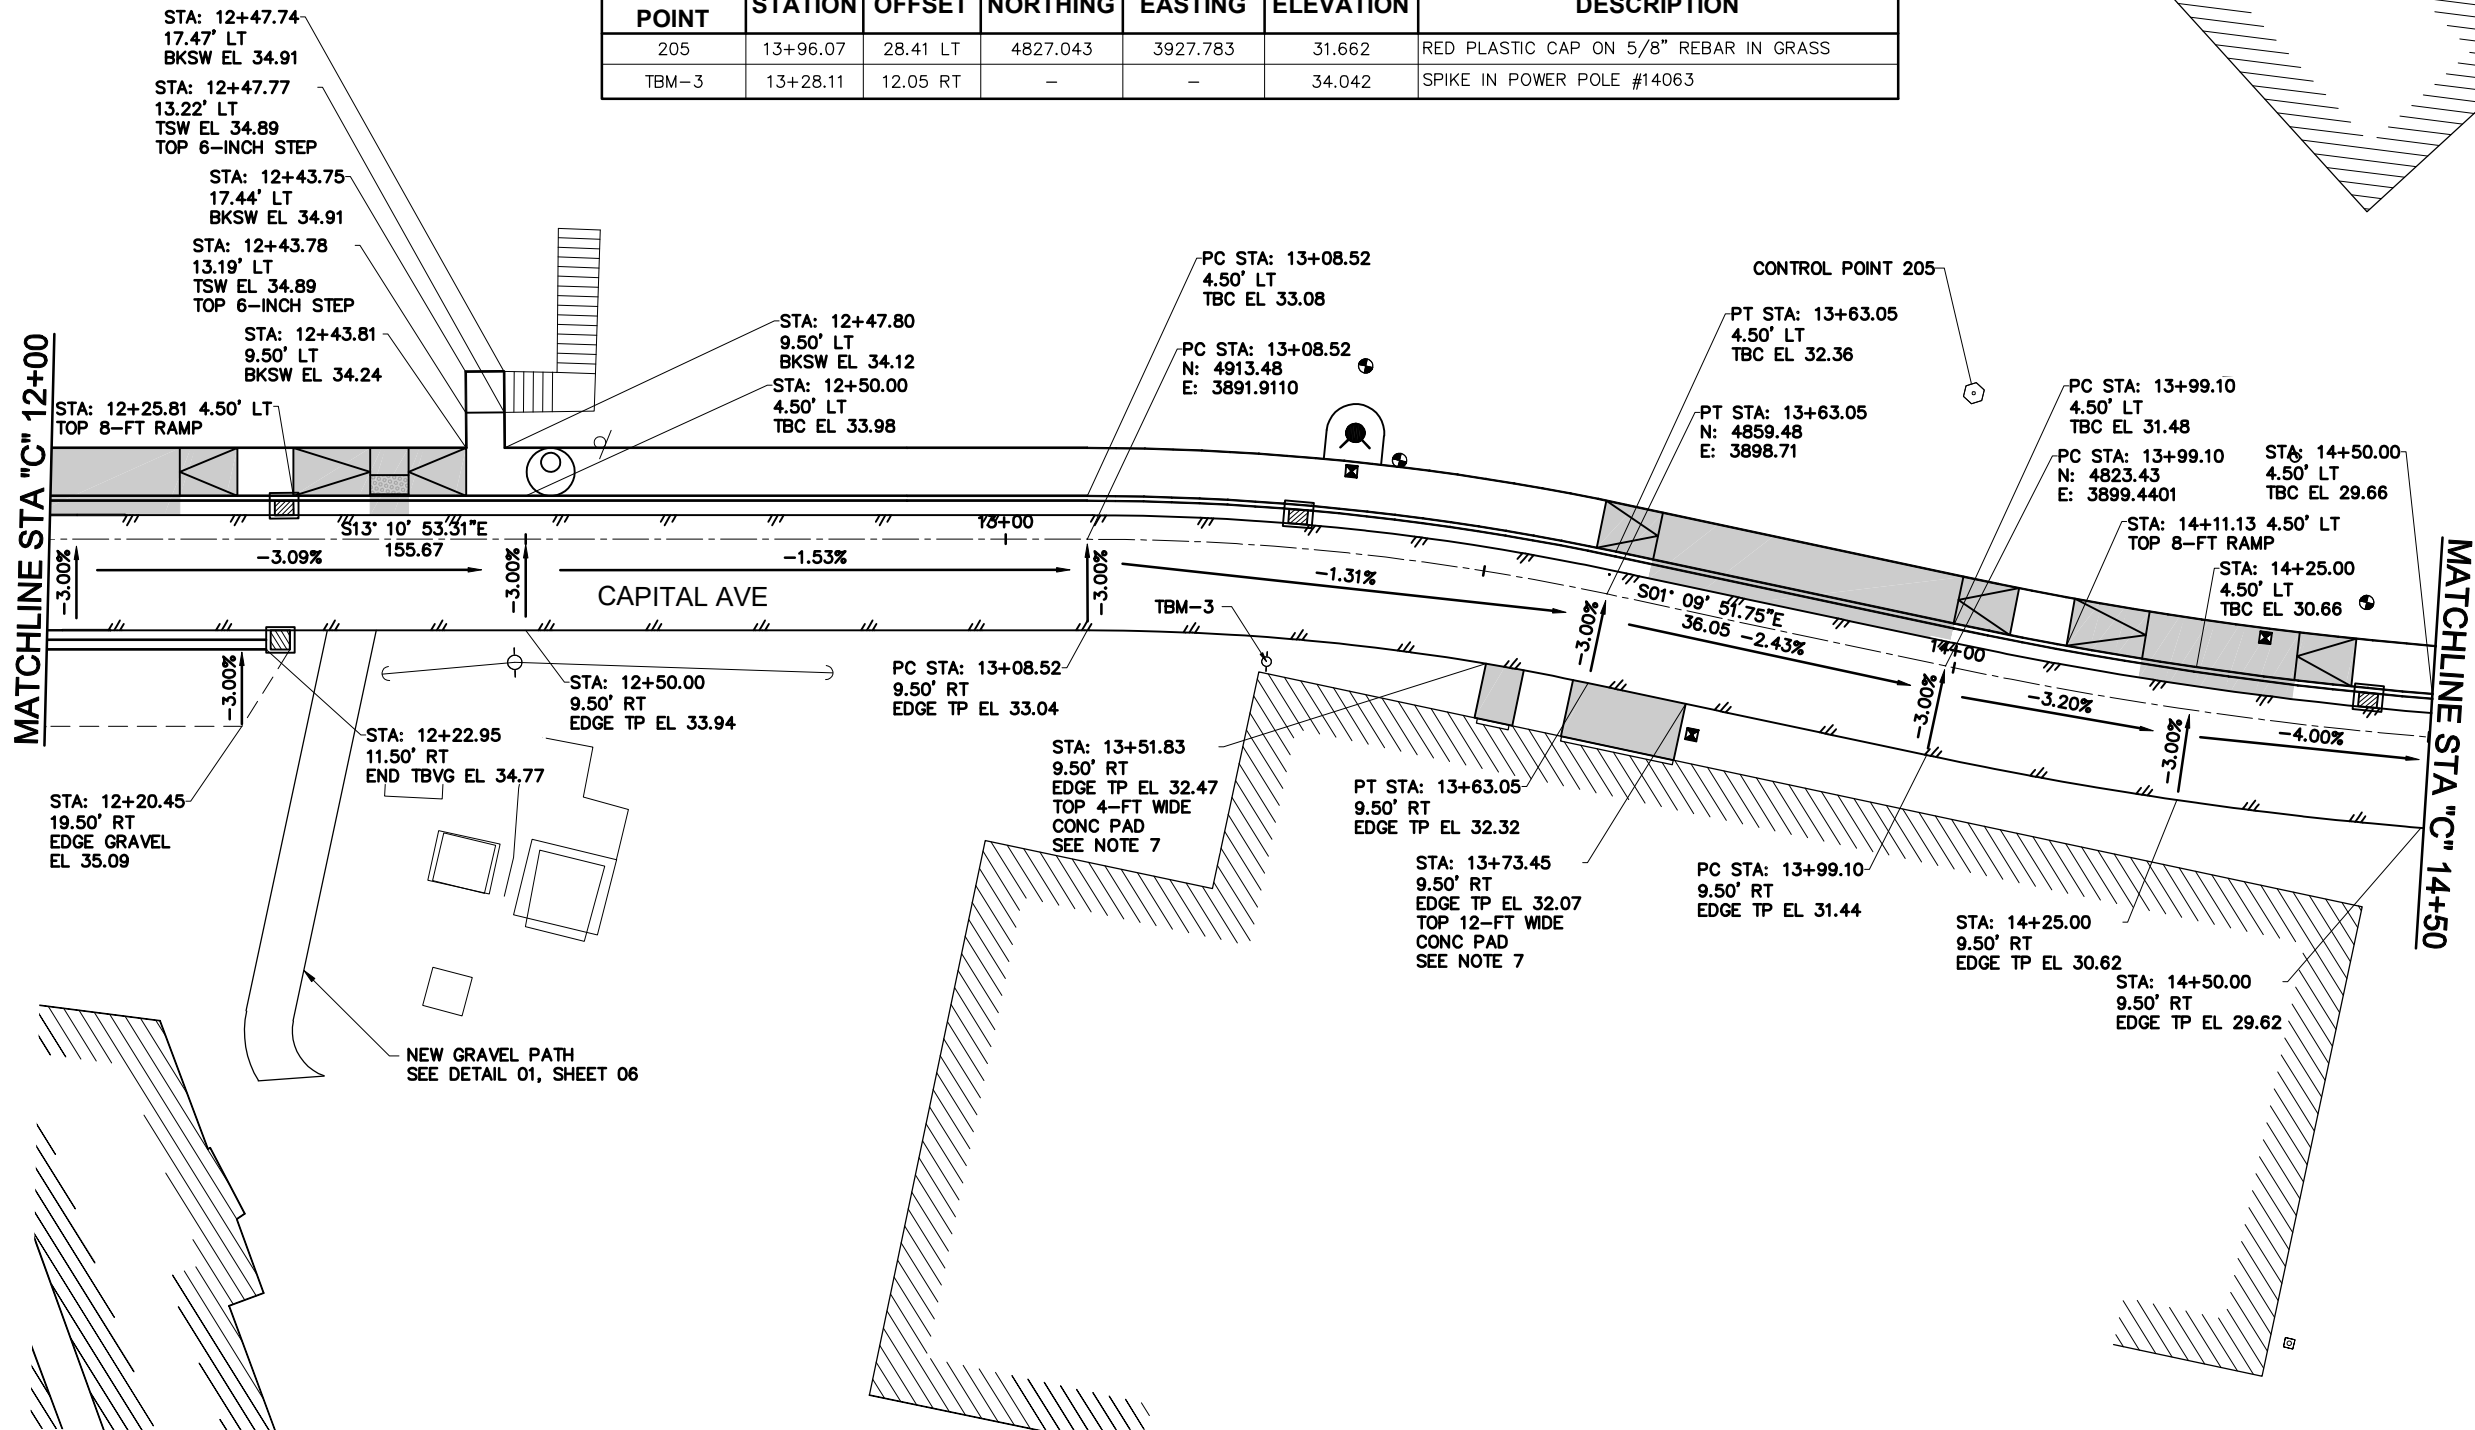 POINT STATION OFFSET NORTHING EASTING ELEVATION DESCRIPTION
205 13+96.07 28.41 LT 4827.043 3927.783 31.662 RED PLASTIC CAP ON 5/8" REBAR IN GRASS
TBM-3 13+28.11 12.05 RT - - 34.042 SPIKE IN POWER POLE #14063
STA: 12+47.74
17.47' LT
BKSW EL 34.91
STA: 12+47.77
13.22' LT
TSW EL 34.89
TOP 6-INCH STEP
STA: 12+43.75
17.44' LT
BKSW EL 34.91
STA: 12+43.78
13.19' LT
TSW EL 34.89
TOP 6-INCH STEP
STA: 12+43.81
9.50' LT
BKSW EL 34.24
STA: 12+25.81 4.50' LT
TOP 8-FT RAMP
STA: 12+47.80
9.50' LT
BKSW EL 34.12
STA: 12+50.00
4.50' LT
TBC EL 33.98
PC STA: 13+08.52
4.50' LT
TBC EL 33.08
PC STA: 13+08.52
N: 4913.48
E: 3891.9110
CONTROL POINT 205
PT STA: 13+63.05
4.50' LT
TBC EL 32.36
PT STA: 13+63.05
N: 4859.48
E: 3898.71
PC STA: 13+99.10
4.50' LT
TBC EL 31.48
PC STA: 13+99.10
N: 4823.43
E: 3899.4401
STA: 14+50.00
4.50' LT
TBC EL 29.66
STA: 14+11.13 4.50' LT
TOP 8-FT RAMP
STA: 14+25.00
4.50' LT
TBC EL 30.66
MATCHLINE STA "C" 12+00
S13° 10' 53.31"E
155.67
13+00
-3.00%
-3.09%
-3.00%
-1.53%
-3.00%
-1.31%
CAPITAL AVE
TBM-3
-3.00%
S01° 09' 51.75"E
36.05 -2.43%
14+00
-3.00%
-3.20%
-3.00%
-4.00%
MATCHLINE STA "C" 14+50
-3.00%
STA: 12+20.45
19.50' RT
EDGE GRAVEL
EL 35.09
STA: 12+22.95
11.50' RT
END TBVG EL 34.77
STA: 12+50.00
9.50' RT
EDGE TP EL 33.94
PC STA: 13+08.52
9.50' RT
EDGE TP EL 33.04
STA: 13+51.83
9.50' RT
EDGE TP EL 32.47
TOP 4-FT WIDE
CONC PAD
SEE NOTE 7
PT STA: 13+63.05
9.50' RT
EDGE TP EL 32.32
STA: 13+73.45
9.50' RT
EDGE TP EL 32.07
TOP 12-FT WIDE
CONC PAD
SEE NOTE 7
PC STA: 13+99.10
9.50' RT
EDGE TP EL 31.44
STA: 14+25.00
9.50' RT
EDGE TP EL 30.62
STA: 14+50.00
9.50' RT
EDGE TP EL 29.62
NEW GRAVEL PATH
SEE DETAIL 01, SHEET 06